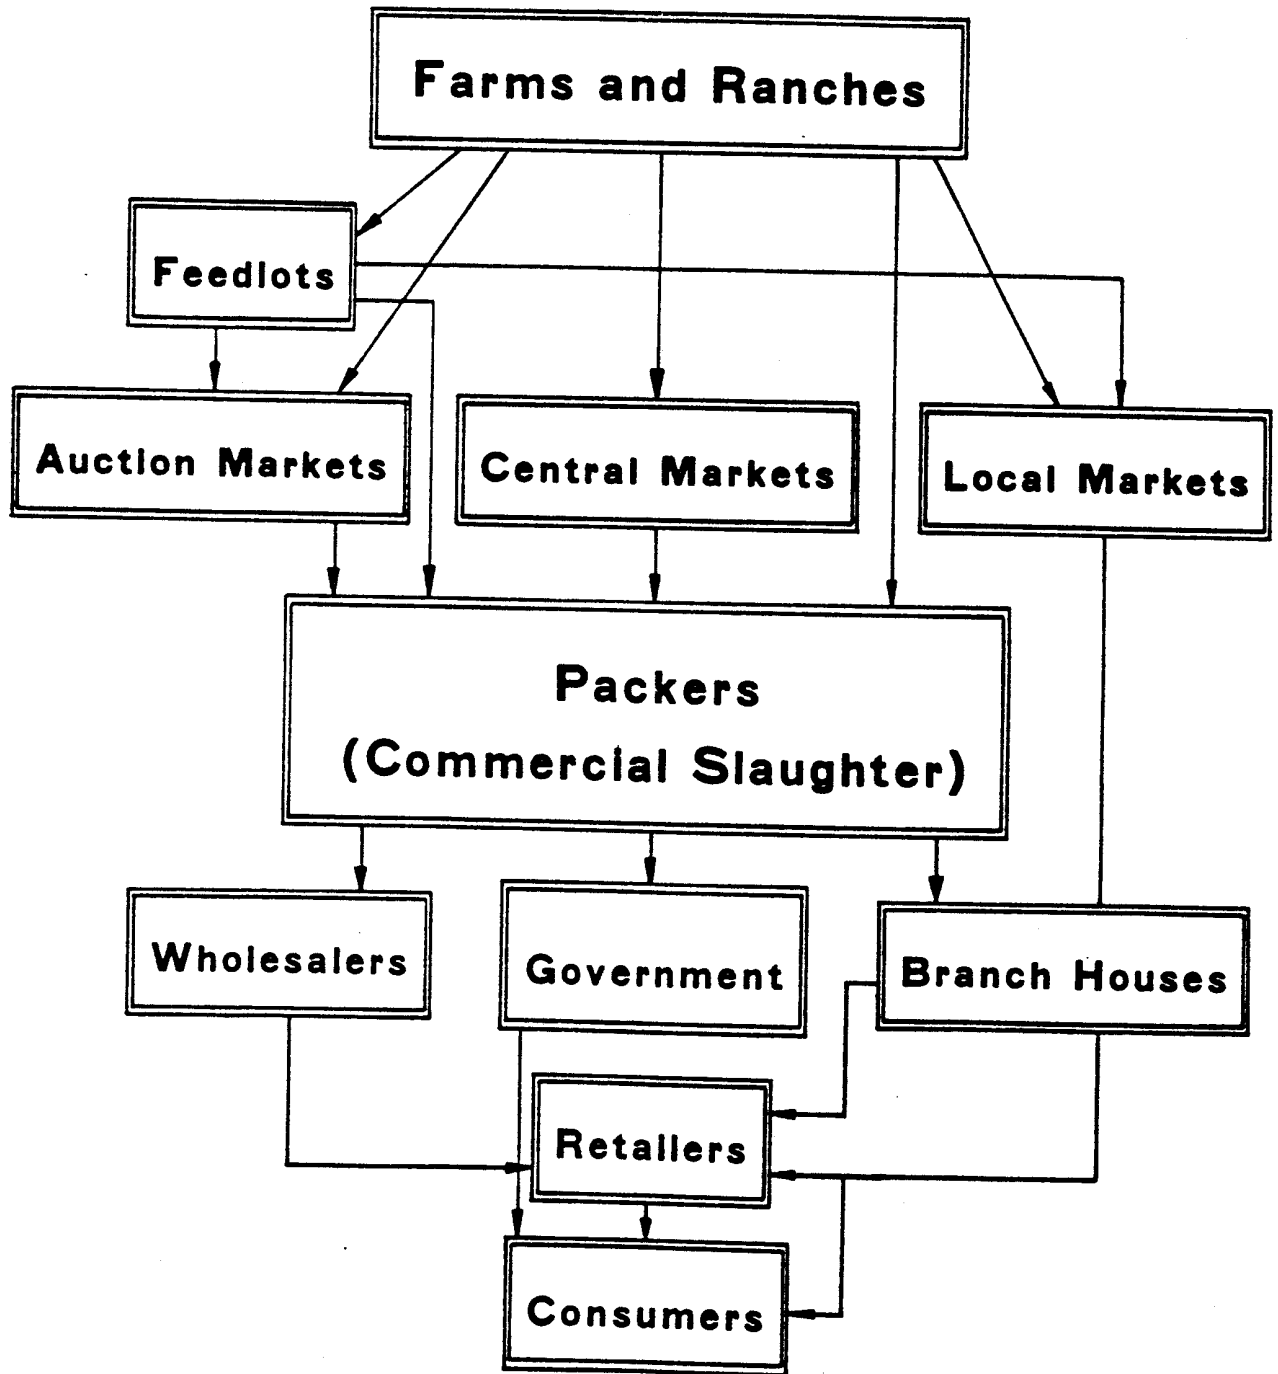 Farms and Ranches
Feedlots
Auction Markets
Central Markets
Local Markets
Packers
(Commercial Slaughter)
Wholesalers
Government
Branch Houses
Retailers
Consumers